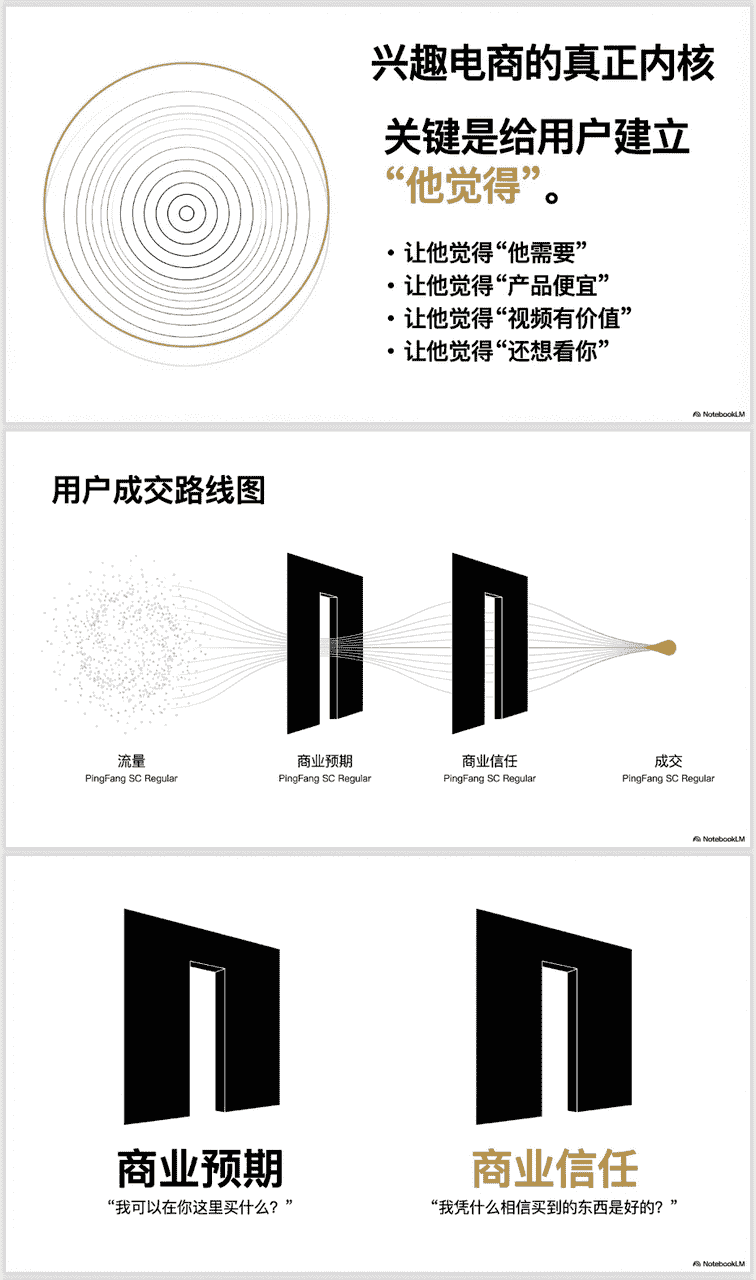 兴趣电商的真正内核
关键是给用户建立
“他觉得”。
• 让他觉得“他需要”
• 让他觉得“产品便宜”
• 让他觉得“视频有价值”
• 让他觉得“还想看你”
NotebookLM
用户成交路线图
流量
PingFang SC Regular
商业预期
PingFang SC Regular
商业信任
PingFang SC Regular
成交
PingFang SC Regular
NotebookLM
商业预期
“我可以在你这里买什么？”
商业信任
“我凭什么相信买到的东西是好的？”
NotebookLM